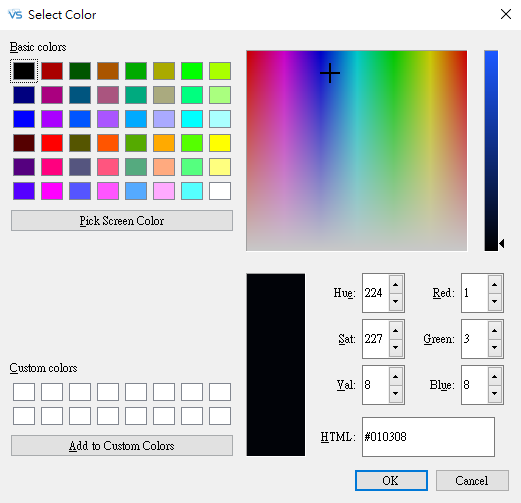 VS Select Color
Basic colors
Pick Screen Color
Custom colors
Add to Custom Colors
Hue: 224 Red: 1
Sat: 227 Green: 3
Val: 8 Blue: 8
HTML: #010308
OK Cancel